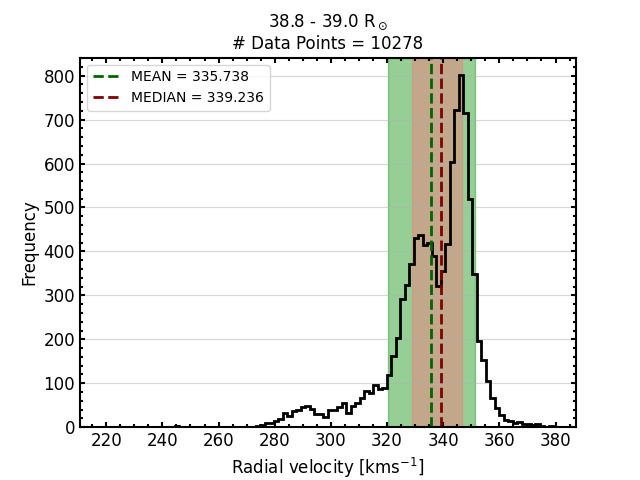 38.8 - 39.0 R⊙
# Data Points = 10278
MEAN = 335.738
MEDIAN = 339.236
800
700
600
500
400
300
200
100
0
Frequency
220 240 260 280 300 320 340 360 380
Radial velocity [kms⁻¹]